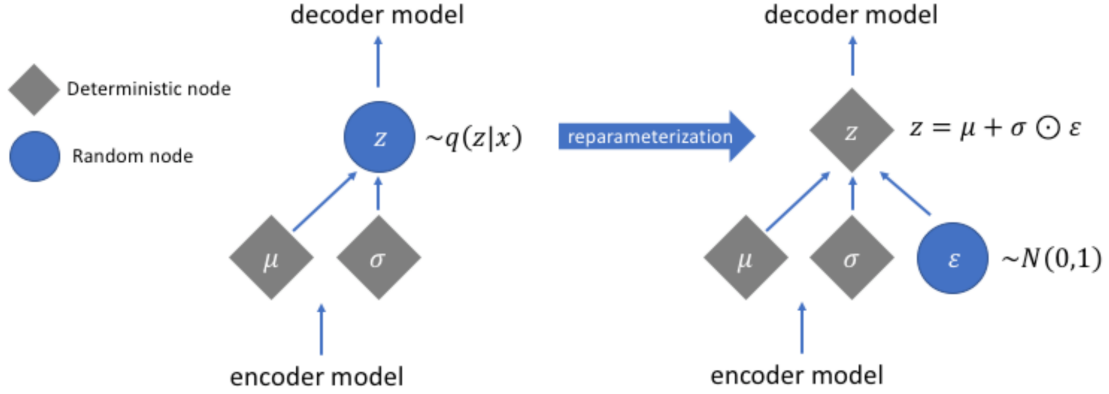 decoder model
decoder model
Deterministic node
Random node
z
~q(z|x)
reparameterization
z
z = μ + σ ⊙ ε
μ
σ
μ
σ
ε
~N(0,1)
encoder model
encoder model